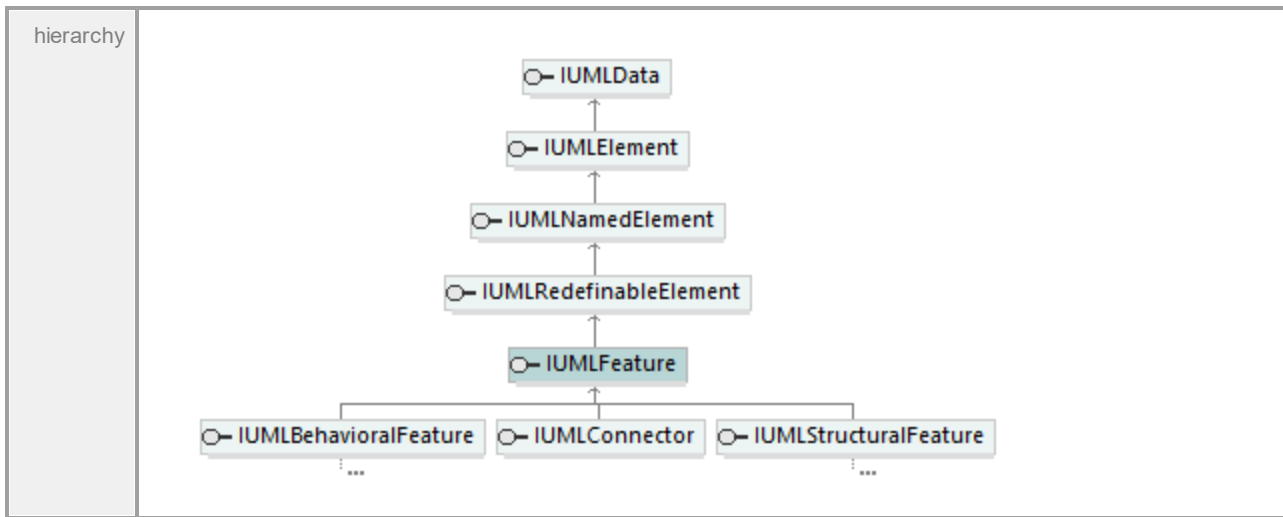 hierarchy
IUMLData
IUMLElement
IUMLNamedElement
IUMLRedefinableElement
IUMLFeature
IUMLBehavioralFeature IUMLConnector IUMLStructuralFeature
... ...